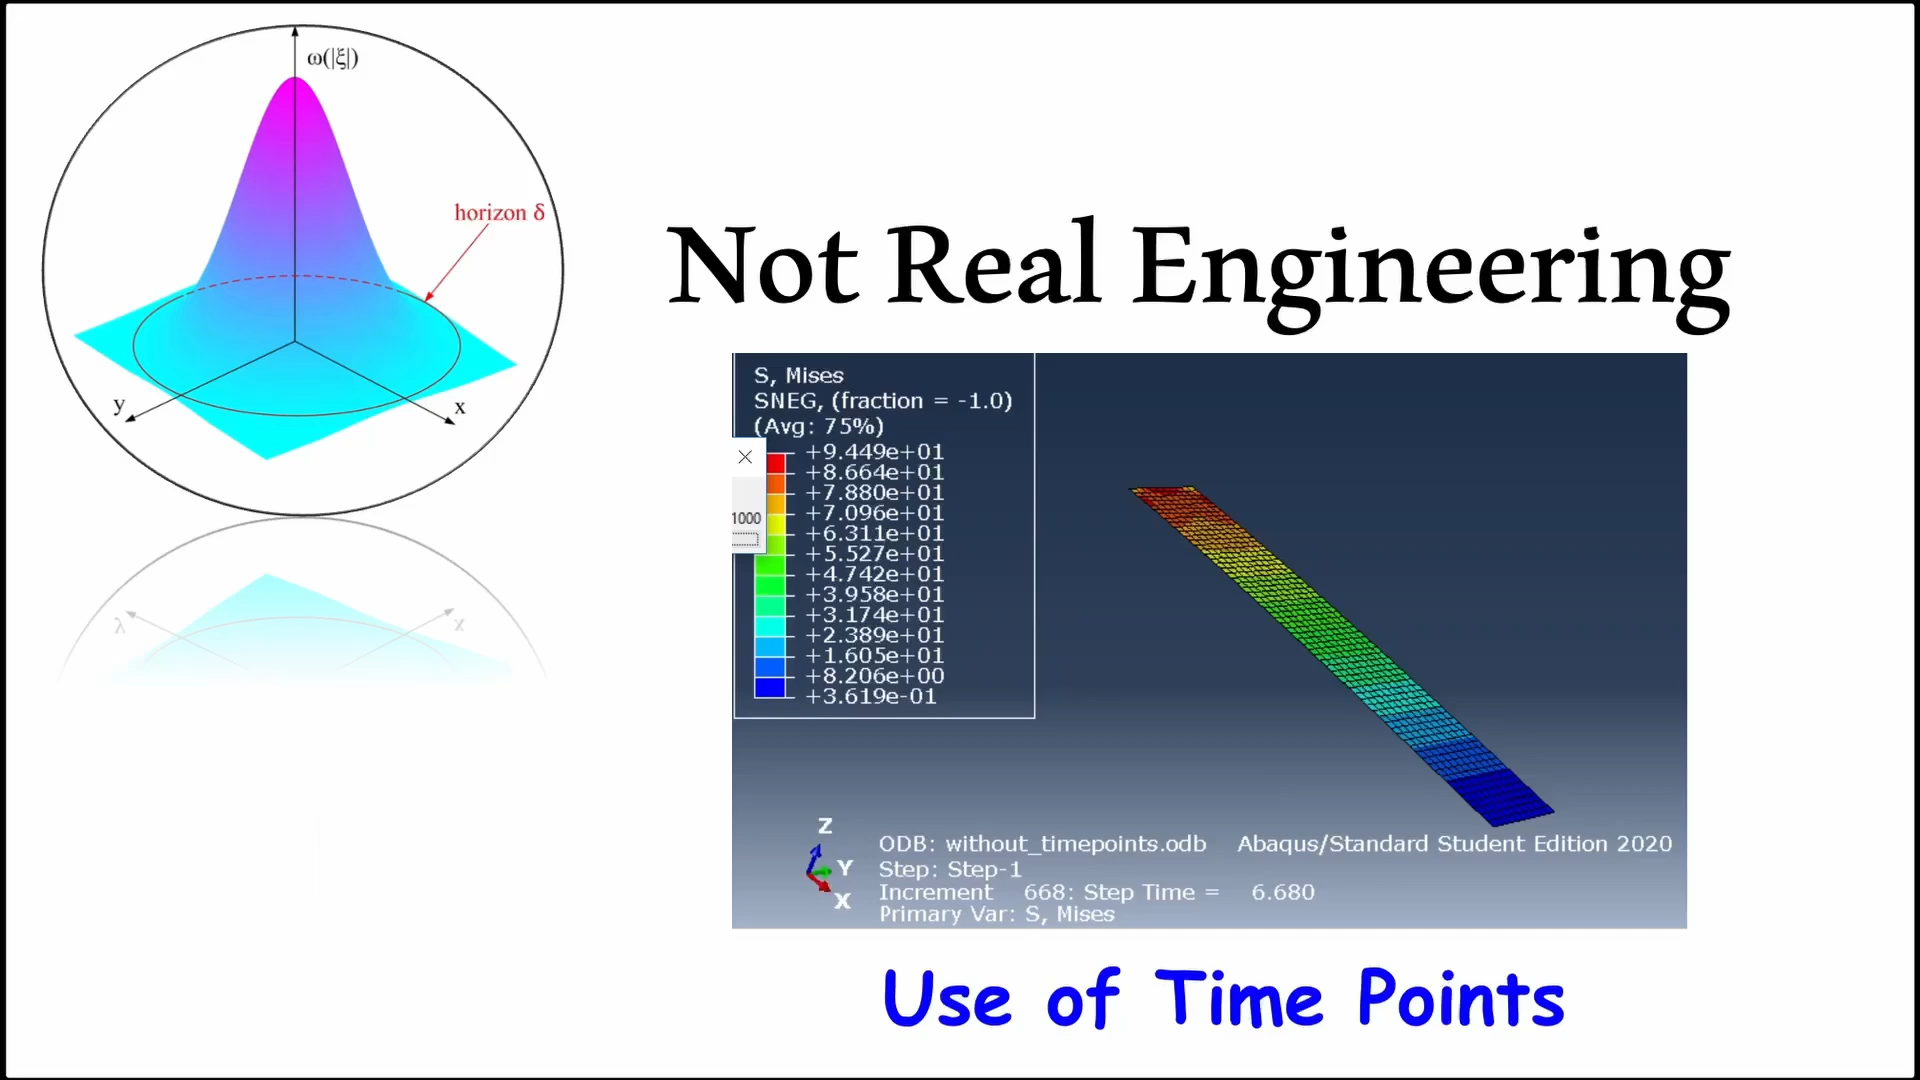 ω(|ξ|)
horizon δ
y
x
Not Real Engineering
S, Mises
SNEG, (fraction = -1.0)
(Avg: 75%)
+9.449e+01
+8.664e+01
+7.880e+01
+7.096e+01
+6.311e+01
+5.527e+01
+4.742e+01
+3.958e+01
+3.174e+01
+2.389e+01
+1.605e+01
+8.206e+00
+3.619e-01
1000
Z
Y
X
ODB: without_timepoints.odb Abaqus/Standard Student Edition 2020
Step: Step-1
Increment 668: Step Time = 6.680
Primary Var: S, Mises
Use of Time Points